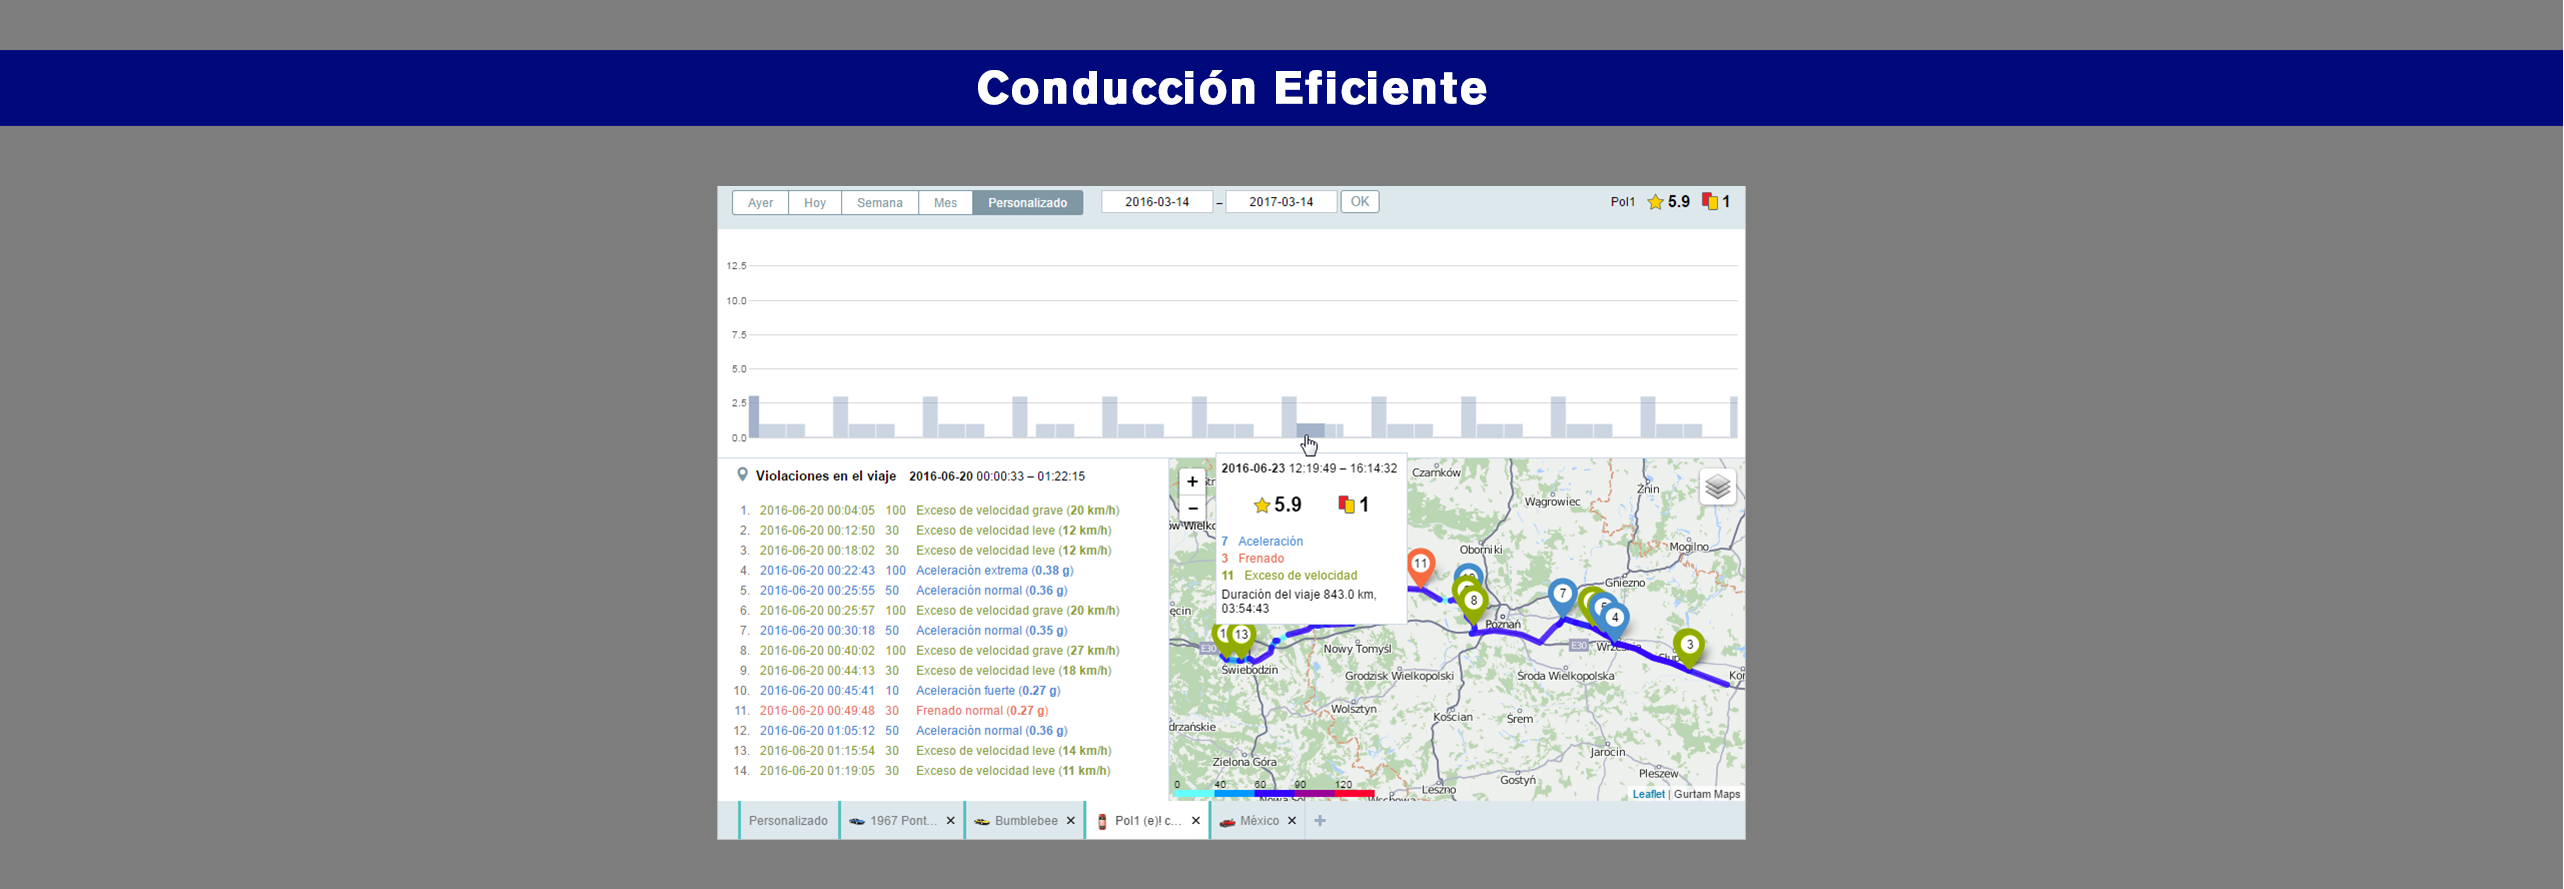 Conducción Eficiente
Ayer Hoy Semana Mes Personalizado 2016-03-14 – 2017-03-14 OK Pol1 5.9 1
12.5
10.0
7.5
5.0
2.5
0.0
Violaciones en el viaje 2016-06-20 00:00:33 – 01:22:15
1. 2016-06-20 00:04:05 100 Exceso de velocidad grave (20 km/h)
2. 2016-06-20 00:12:50 30 Exceso de velocidad leve (12 km/h)
3. 2016-06-20 00:18:02 30 Exceso de velocidad leve (12 km/h)
4. 2016-06-20 00:22:43 100 Aceleración extrema (0.38 g)
5. 2016-06-20 00:25:55 50 Aceleración normal (0.36 g)
6. 2016-06-20 00:25:57 100 Exceso de velocidad grave (20 km/h)
7. 2016-06-20 00:30:18 50 Aceleración normal (0.35 g)
8. 2016-06-20 00:40:02 100 Exceso de velocidad grave (27 km/h)
9. 2016-06-20 00:44:13 30 Exceso de velocidad leve (18 km/h)
10. 2016-06-20 00:45:41 10 Aceleración fuerte (0.27 g)
11. 2016-06-20 00:49:48 30 Frenado normal (0.27 g)
12. 2016-06-20 01:05:12 50 Aceleración normal (0.36 g)
13. 2016-06-20 01:15:54 30 Exceso de velocidad leve (14 km/h)
14. 2016-06-20 01:19:05 30 Exceso de velocidad leve (11 km/h)
+
−
2016-06-23 12:19:49 – 16:14:32
5.9 1
7 Aceleración
3 Frenado
11 Exceso de velocidad
Duración del viaje 843.0 km,
03:54:43
Czarnków
Żnin
Wągrowiec
Mogilno
Oborniki
Gniezno
11
7
8
4
13
3
Poznań
E30
E30
Września
Nowy Tomyśl
Świebodzin
Grodzisk Wielkopolski
Środa Wielkopolska
Wolsztyn
Kościan
Śrem
Jarocin
Zielona Góra
Pleszew
Gostyń
Leszno
0 40 60 90 120
Leaflet | Gurtam Maps
Personalizado 1967 Pont... × Bumblebee × Pol1 (e)! c... × México × +